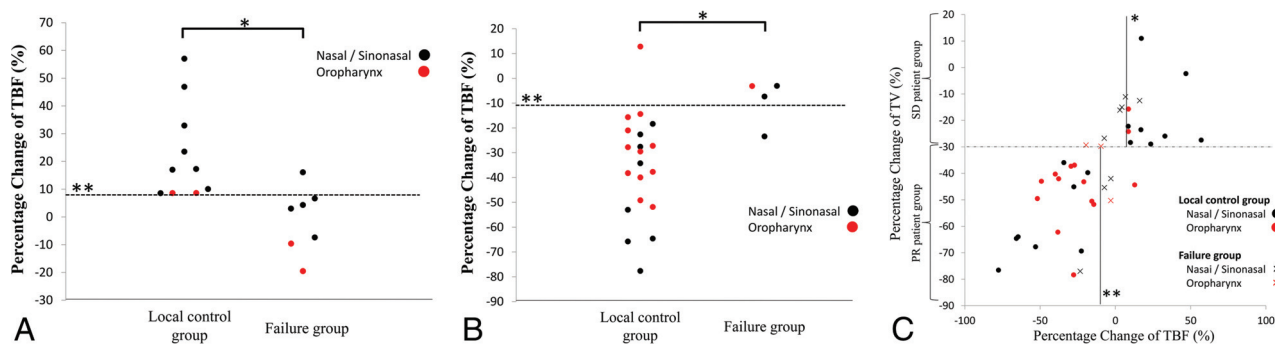 Percentage Change of TBF (%)
70
60
50
40
30
20
10
0
-10
-20
-30
*
**
Nasal / Sinonasal
Oropharynx
Local control
group
Failure group
A
Percentage Change of TBF (%)
20
10
0
-10
-20
-30
-40
-50
-60
-70
-80
-90
*
**
Nasal / Sinonasal
Oropharynx
Local control
group
Failure group
B
Percentage Change of TV (%)
SD patient group
PR patient group
20
10
0
-10
-20
-30
-40
-50
-60
-70
-80
-90
*
**
Local control group
Nasal / Sinonasal
Oropharynx
Failure group
Nasai / Sinonasal
Oropharynx
-100
-50
0
50
100
Percentage Change of TBF (%)
C